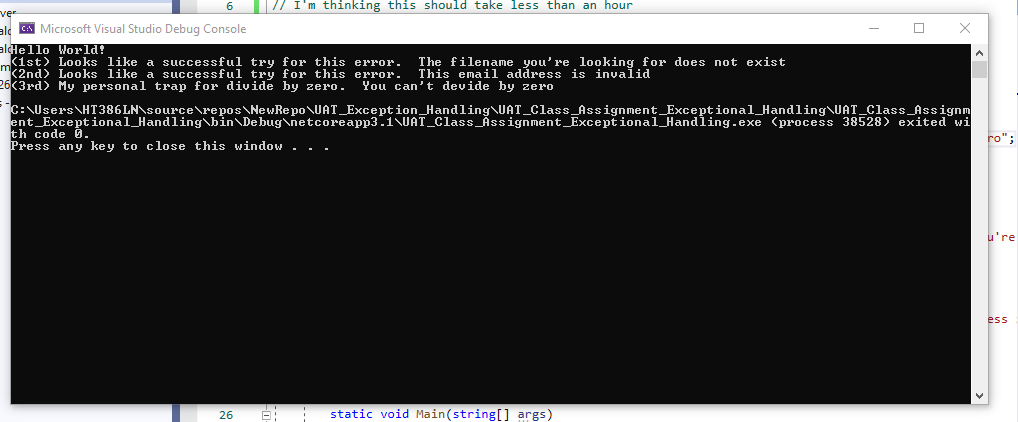 ver
6 // I'm thinking this should take less than an hour
Microsoft Visual Studio Debug Console
Hello World!
(1st) Looks like a successful try for this error.  The filename you're looking for does not exist
(2nd) Looks like a successful try for this error.  This email address is invalid
(3rd) My personal trap for divide by zero.  You can't devide by zero
C:\Users\HT386LN\source\repos\NewRepo\UAT_Exception_Handling\UAT_Class_Assignment_Exceptional_Handling\UAT_Class_Assignm
ent_Exceptional_Handling\bin\Debug\netcoreapp3.1\UAT_Class_Assignment_Exceptional_Handling.exe (process 38528) exited wi
th code 0.
ro";
Press any key to close this window . . .
u're
ess
26 static void Main(string[] args)